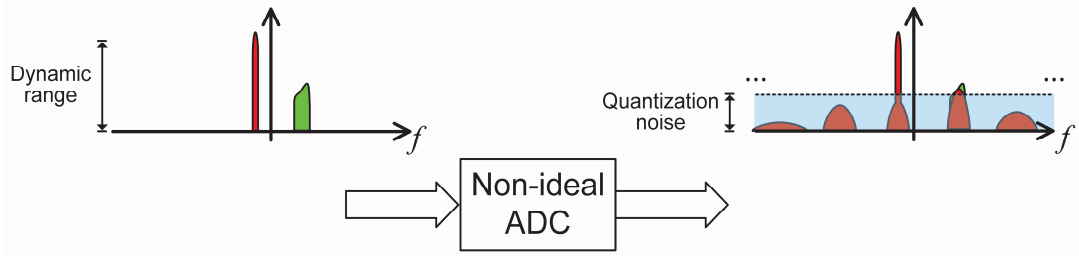 Dynamic
range
f
...
...
Quantization
noise
f
Non-ideal
ADC